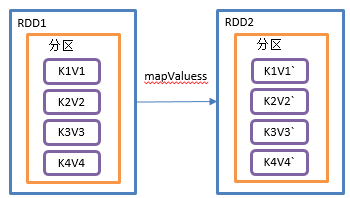 RDD1
分区
K1V1
K2V2
K3V3
K4V4
mapValuess
RDD2
分区
K1V1`
K2V2`
K3V3`
K4V4`